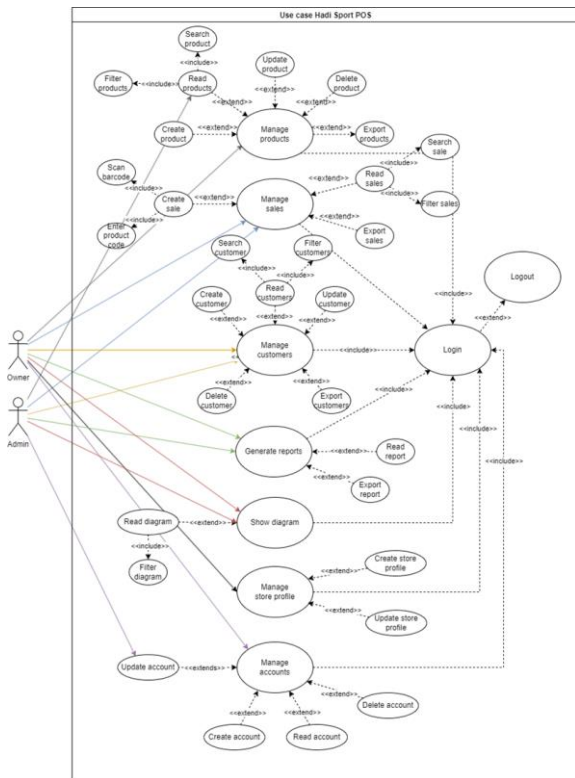 Use case Hadi Sport POS
Search
product
Update
product
Filter
products
<<include>>
<<include>>
Read
products
<<extend>>
Delete
product
<<extend>>
<<extend>>
Create
product
<<extend>>
Manage
products
<<extend>>
Export
products
Search
sale
Scan
barcode
<<include>>
<<include>>
<<extend>>
Read
sales
Create
sale
<<extend>>
Manage
sales
<<include>>
Filter sales
<<include>>
Enter
product
code
<<extend>>
Export
sales
Search
customer
Filter
customers
<<include>>
<<include>>
Logout
Create
customer
Read
customers
Update
customer
<<include>>
<<include>>
<<extend>>
<<extend>>
<<extend>>
<<extend>>
Owner
Manage
customers
<<include>>
Login
<<extend>>
<<extend>>
Delete
customer
Export
customers
<<include>>
<<include>>
Admin
<<include>>
<<include>>
Generate reports
<<extend>>
Read
report
<<extend>>
Export
report
Read diagram
<<extend>>
Show diagram
<<include>>
Filter
diagram
Create store
profile
<<extend>>
Manage
store profile
<<extend>>
Update store
profile
Update account
<<extends>>
Manage
accounts
<<extend>>
Delete account
<<extend>>
<<extend>>
Create account
Read account